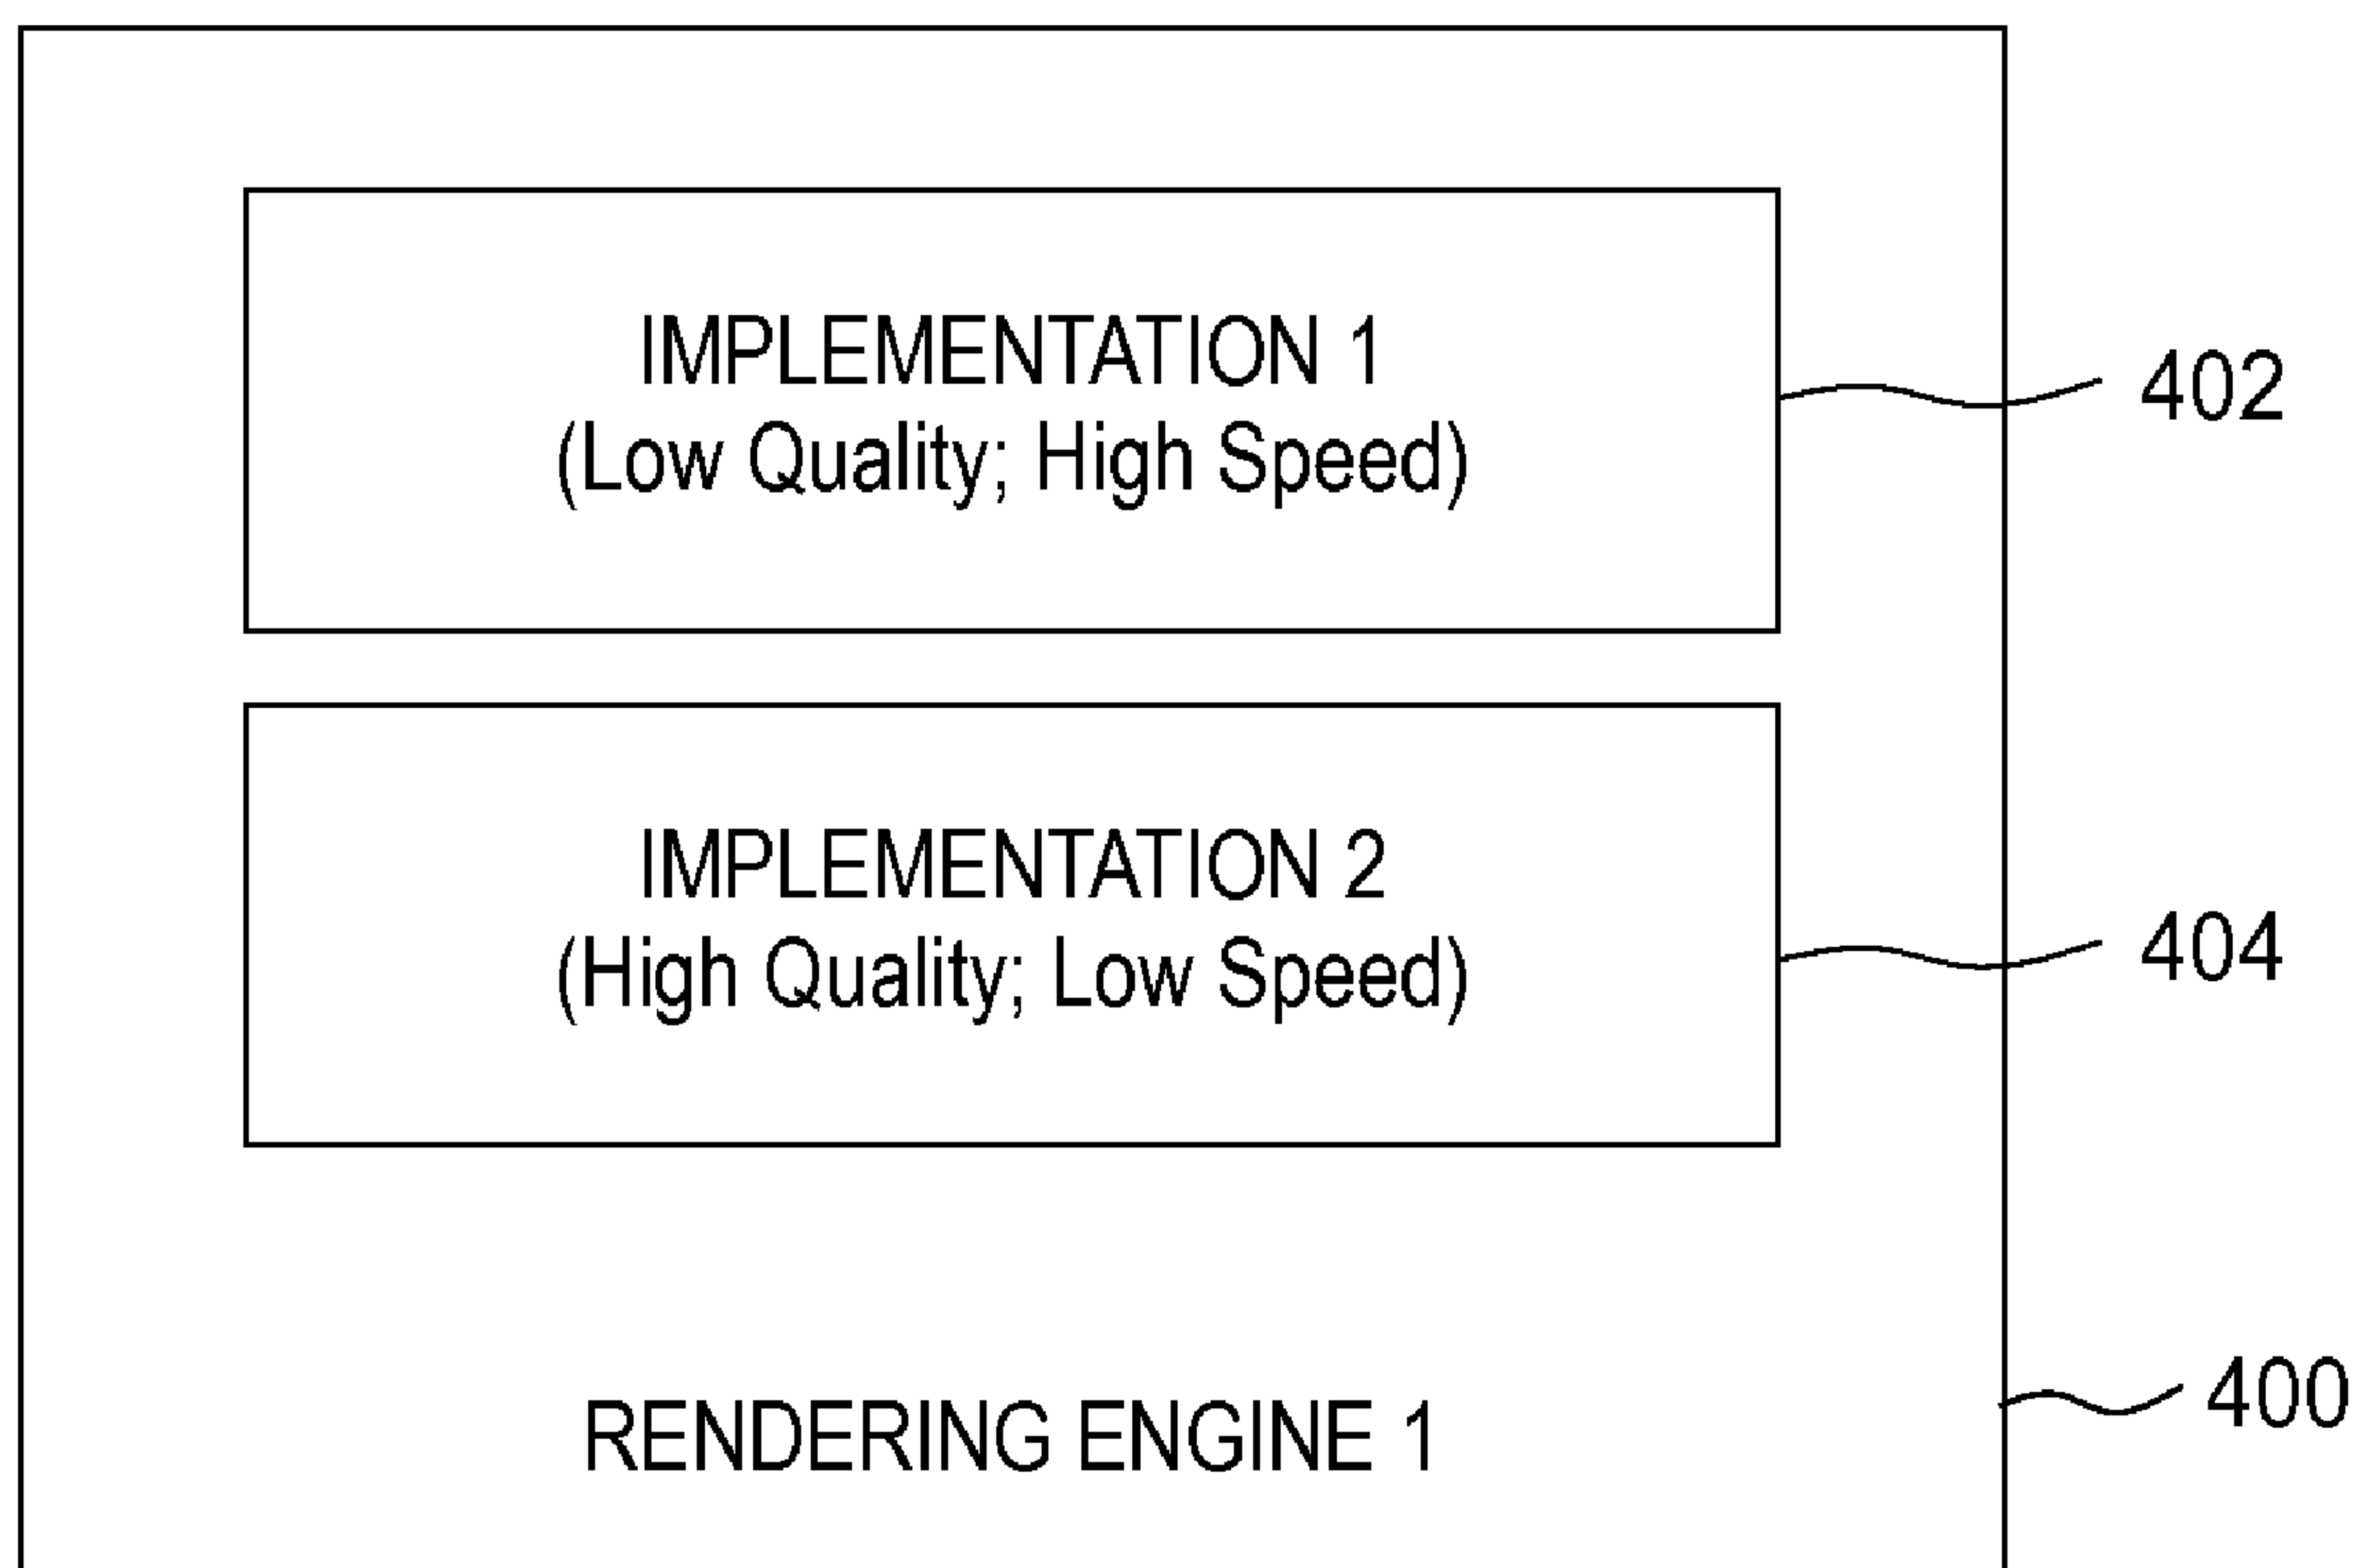 IMPLEMENTATION 1
(Low Quality; High Speed)
402
IMPLEMENTATION 2
(High Quality; Low Speed)
404
RENDERING ENGINE 1
400